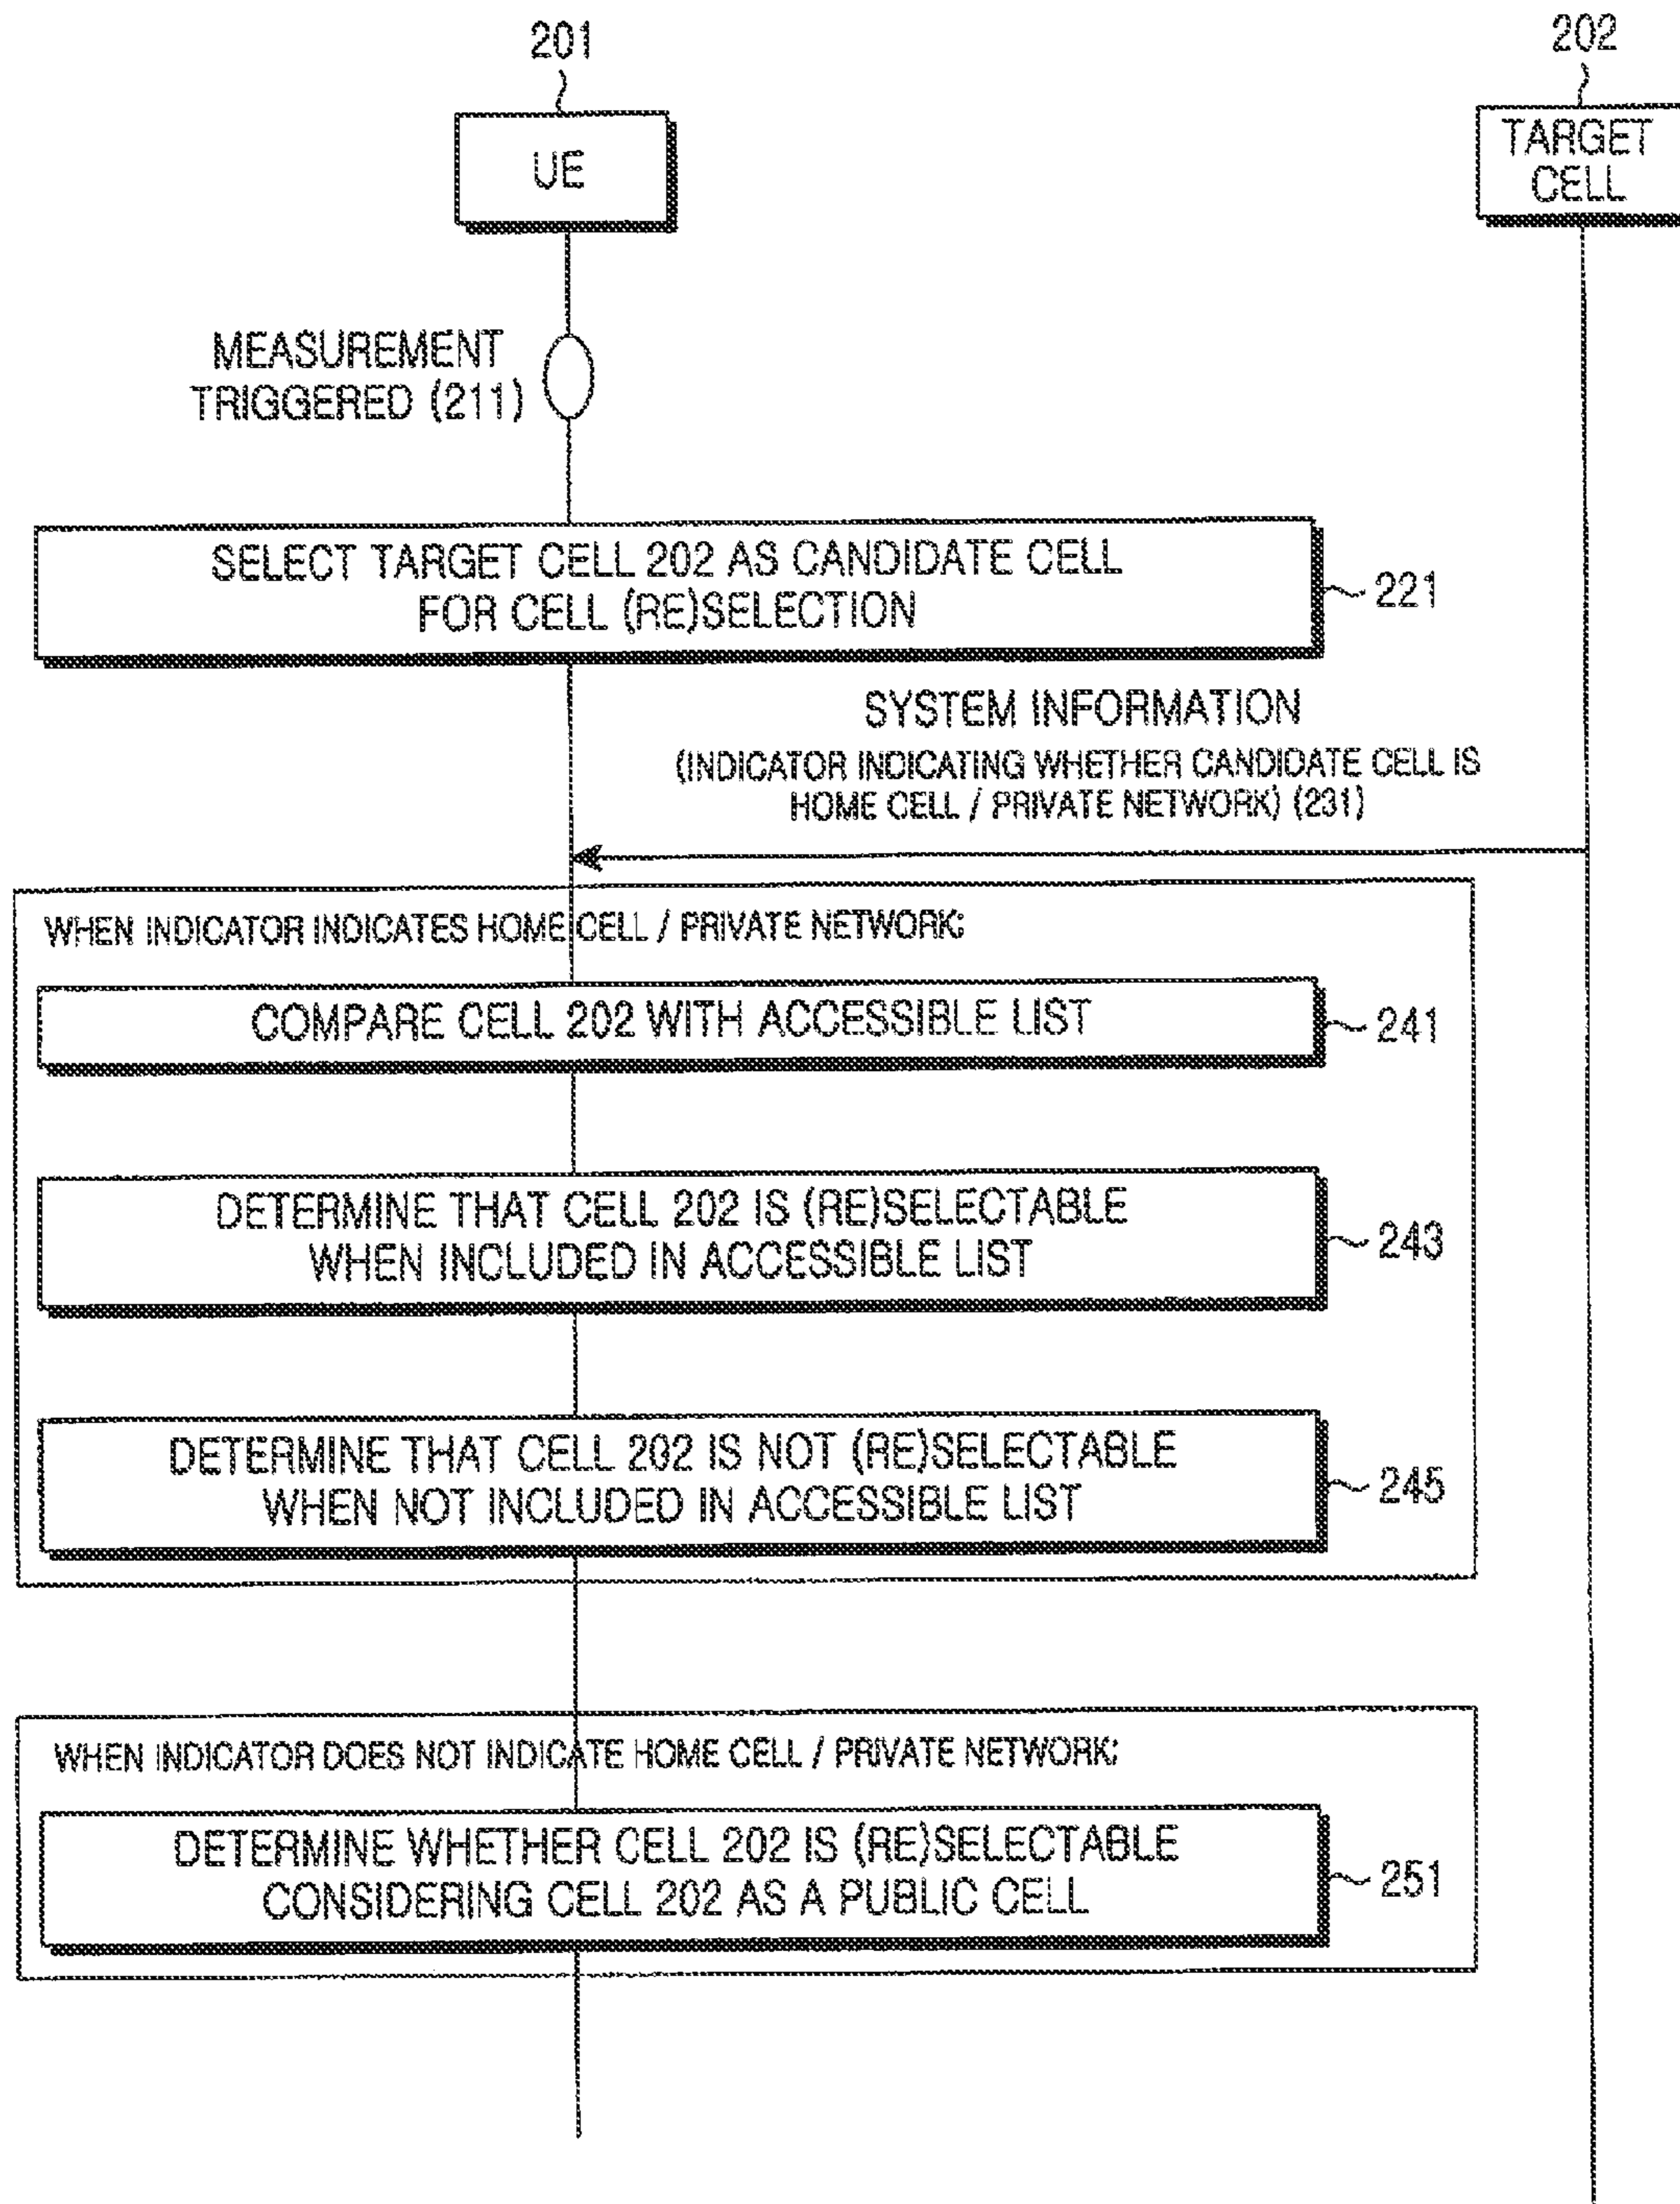 201
202
UE
TARGET
CELL
MEASUREMENT
TRIGGERED (211)
SELECT TARGET CELL 202 AS CANDIDATE CELL
FOR CELL (RE)SELECTION
221
SYSTEM INFORMATION
(INDICATOR INDICATING WHETHER CANDIDATE CELL IS
HOME CELL / PRIVATE NETWORK) (231)
WHEN INDICATOR INDICATES HOME CELL / PRIVATE NETWORK:
COMPARE CELL 202 WITH ACCESSIBLE LIST
241
DETERMINE THAT CELL 202 IS (RE)SELECTABLE
WHEN INCLUDED IN ACCESSIBLE LIST
243
DETERMINE THAT CELL 202 IS NOT (RE)SELECTABLE
WHEN NOT INCLUDED IN ACCESSIBLE LIST
245
WHEN INDICATOR DOES NOT INDICATE HOME CELL / PRIVATE NETWORK:
DETERMINE WHETHER CELL 202 IS (RE)SELECTABLE
CONSIDERING CELL 202 AS A PUBLIC CELL
251